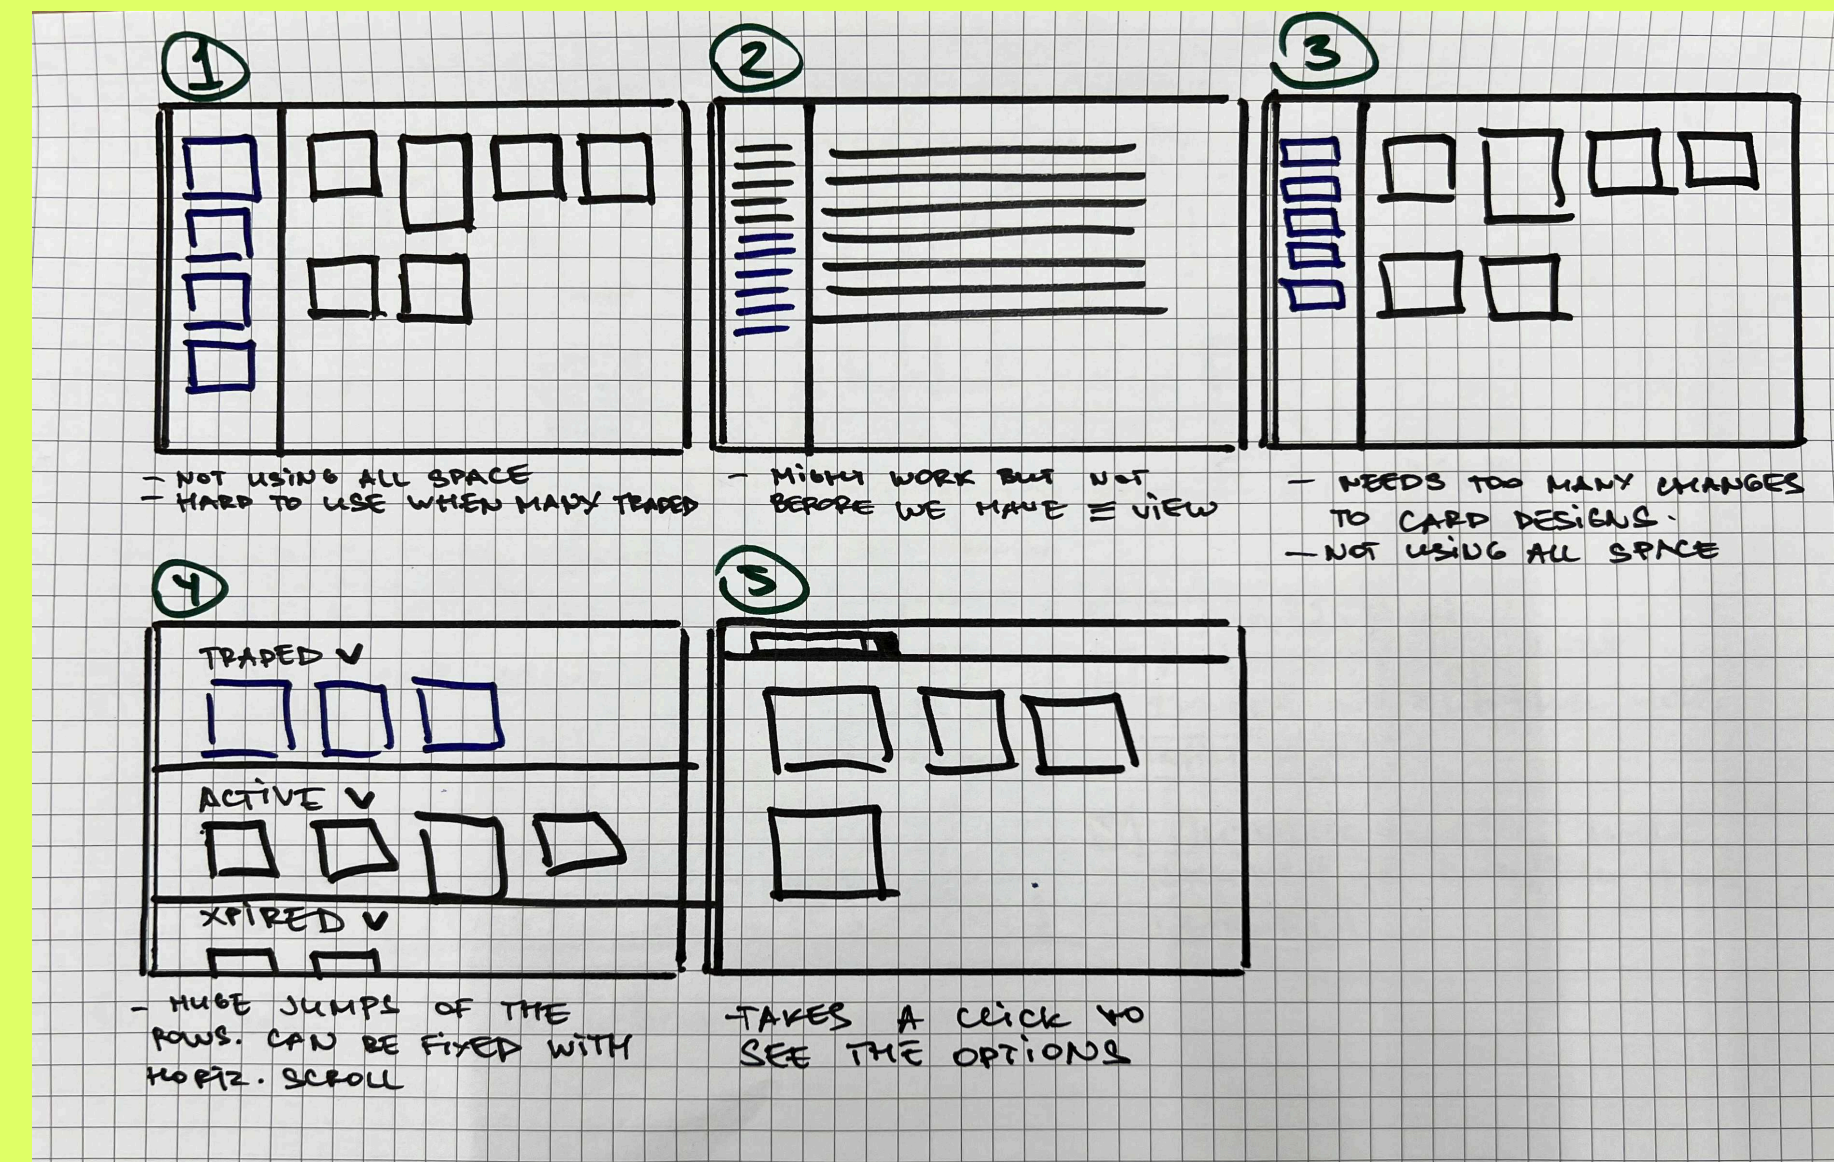 1
2
3
- NOT USING ALL SPACE
- HARD TO USE WHEN MANY TRADED
- MIGHT WORK BUT NOT
BEFORE WE HAVE ≡ VIEW
- NEEDS TOO MANY CHANGES
TO CARD DESIGNS.
- NOT USING ALL SPACE
4
TRADED V
ACTIVE V
XPIRED V
- HUGE JUMPS OF THE
ROWS. CAN BE FIXED WITH
HORIZ. SCROLL
5
- TAKES A CLICK TO
SEE THE OPTIONS